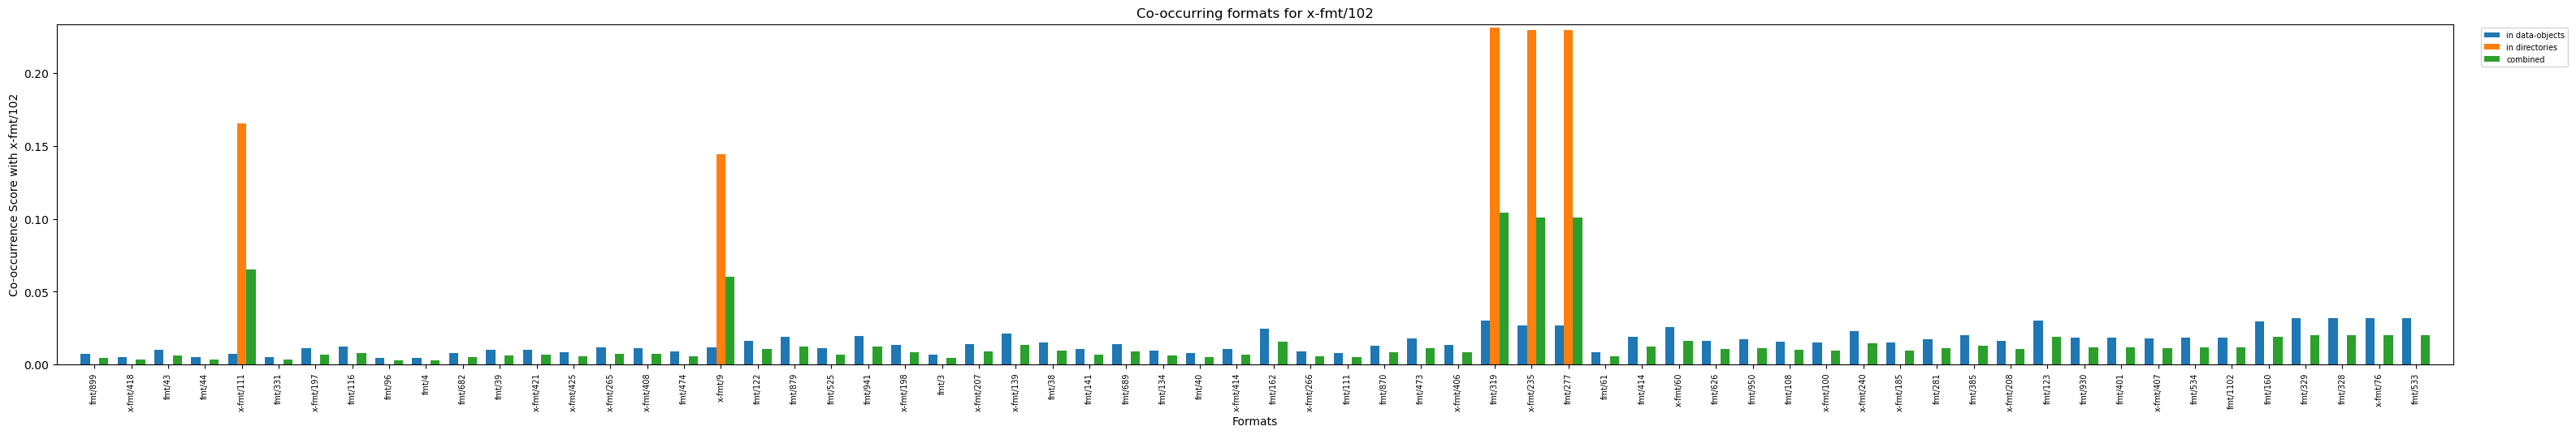 Co-occurring formats for x-fmt/102
in data-objects
in directories
combined
Co-occurrence Score with x-fmt/102
0.20
0.15
0.10
0.05
0.00
fmt/899
x-fmt/418
fmt/43
fmt/44
x-fmt/111
fmt/331
x-fmt/197
fmt/116
fmt/96
fmt/4
fmt/682
fmt/39
x-fmt/421
x-fmt/425
x-fmt/265
x-fmt/408
fmt/474
x-fmt/9
fmt/122
fmt/879
fmt/525
fmt/941
x-fmt/198
fmt/3
x-fmt/207
x-fmt/139
fmt/38
fmt/141
fmt/689
fmt/134
fmt/40
x-fmt/414
fmt/162
x-fmt/266
fmt/111
fmt/870
fmt/473
x-fmt/406
fmt/319
x-fmt/235
fmt/277
fmt/61
fmt/414
x-fmt/60
fmt/626
fmt/950
fmt/108
x-fmt/100
x-fmt/240
x-fmt/185
fmt/281
fmt/385
x-fmt/208
fmt/123
fmt/930
fmt/401
x-fmt/407
fmt/534
fmt/1102
fmt/160
fmt/329
fmt/328
x-fmt/76
fmt/533
Formats